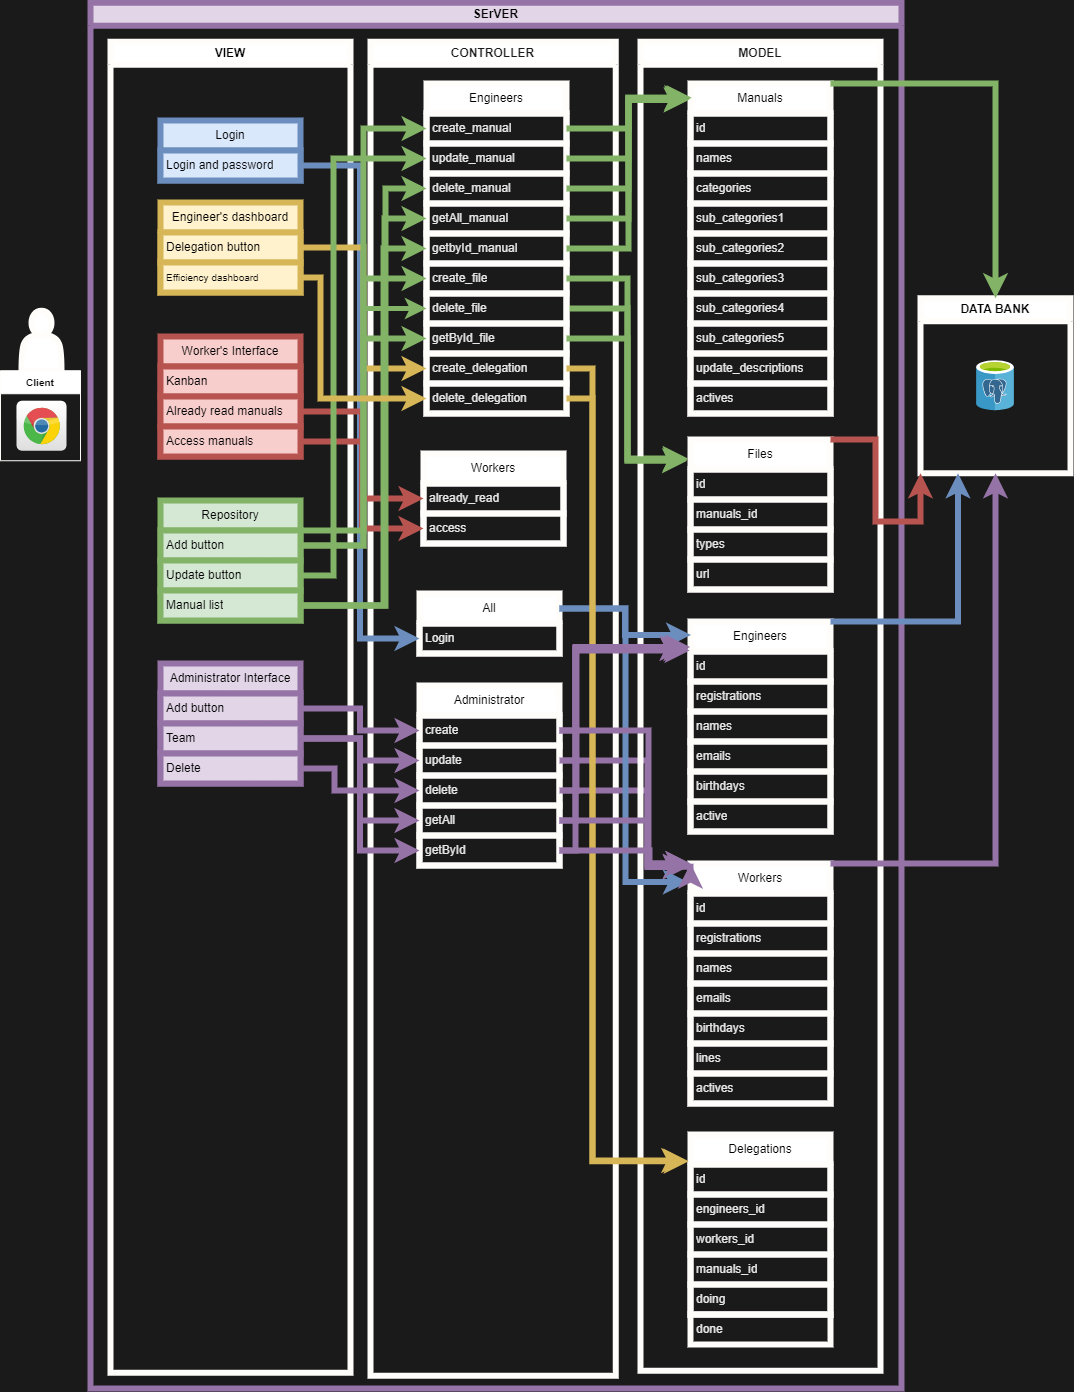 SErVER
VIEW
Login
Login and password
Engineer's dashboard
Delegation button
Efficiency dashboard
Worker's Interface
Kanban
Already read manuals
Access manuals
Repository
Add button
Update button
Manual list
Administrator Interface
Add button
Team
Delete
Client
CONTROLLER
Engineers
create_manual
update_manual
delete_manual
getAll_manual
getbyId_manual
create_file
delete_file
getById_file
create_delegation
delete_delegation
Workers
already_read
access
All
Login
Administrator
create
update
delete
getAll
getById
MODEL
Manuals
id
names
categories
sub_categories1
sub_categories2
sub_categories3
sub_categories4
sub_categories5
update_descriptions
actives
Files
id
manuals_id
types
url
Engineers
id
registrations
names
emails
birthdays
active
Workers
id
registrations
names
emails
birthdays
lines
actives
Delegations
id
engineers_id
workers_id
manuals_id
doing
done
DATA BANK